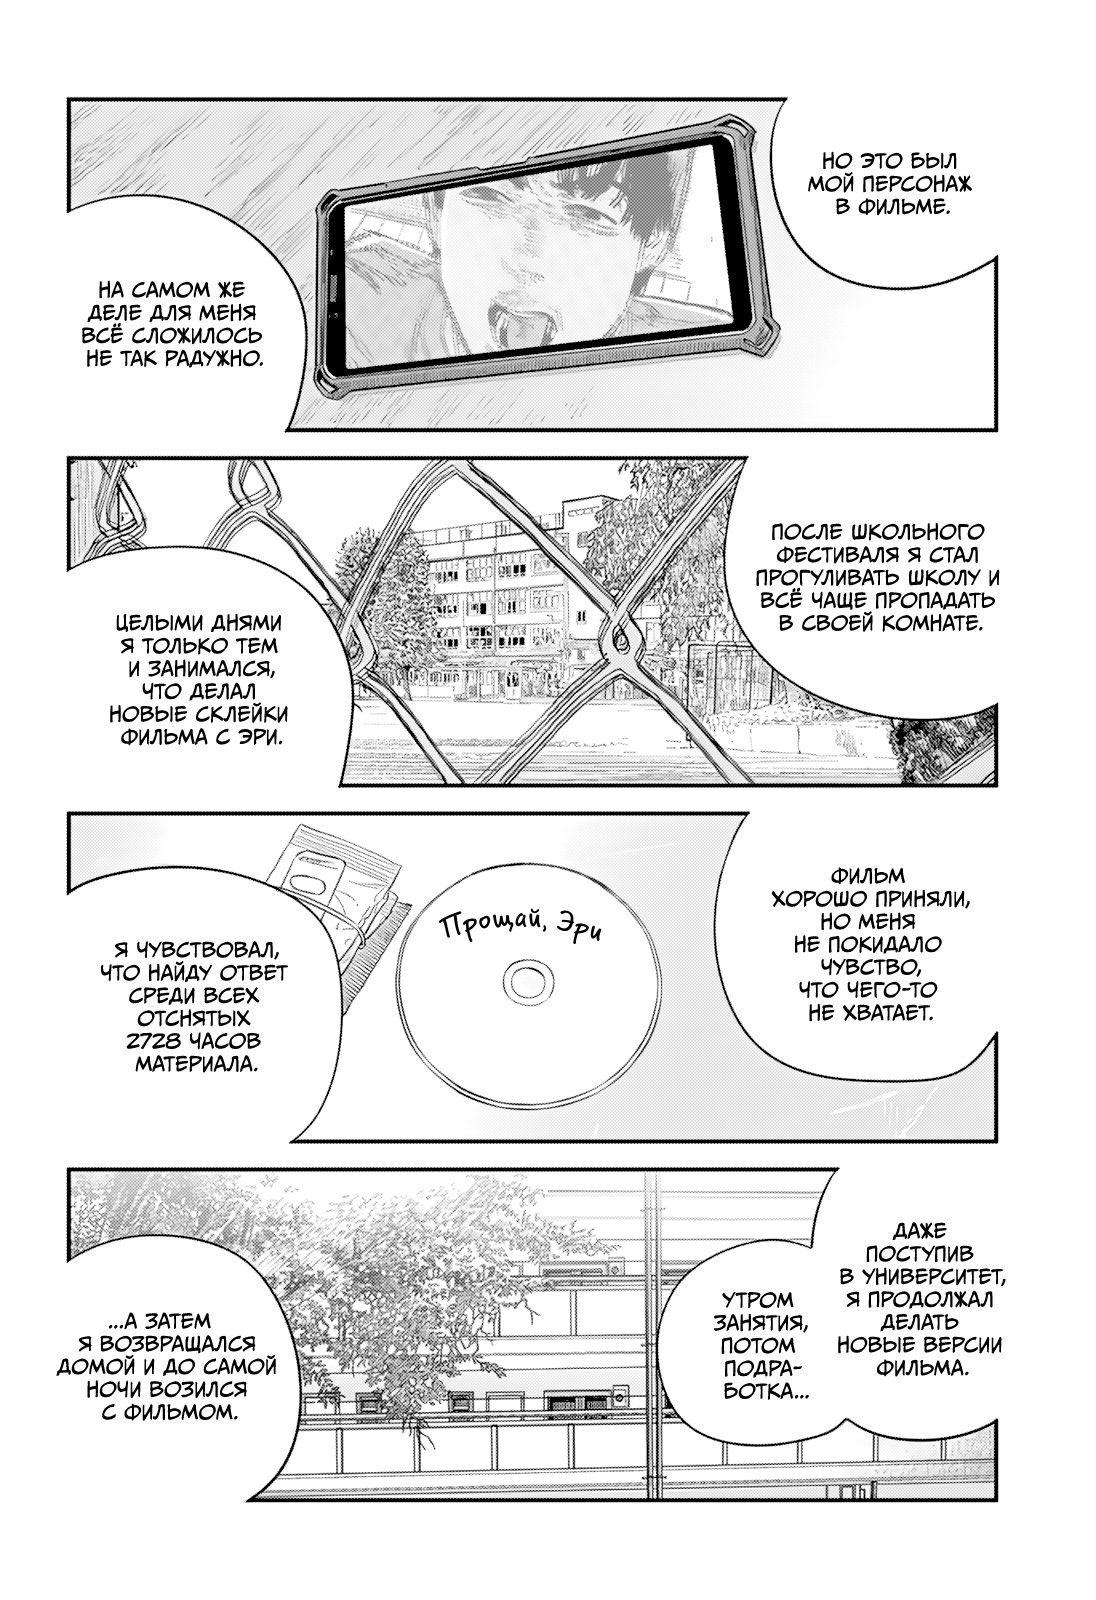 НО ЭТО БЫЛ
МОЙ ПЕРСОНАЖ
В ФИЛЬМЕ.
НА САМОМ ЖЕ
ДЕЛЕ ДЛЯ МЕНЯ
ВСЁ СЛОЖИЛОСЬ
НЕ ТАК РАДУЖНО.
ПОСЛЕ ШКОЛЬНОГО
ФЕСТИВАЛЯ Я СТАЛ
ПРОГУЛИВАТЬ ШКОЛУ И
ВСЁ ЧАЩЕ ПРОПАДАТЬ
В СВОЕЙ КОМНАТЕ.
ЦЕЛЫМИ ДНЯМИ
Я ТОЛЬКО ТЕМ
И ЗАНИМАЛСЯ,
ЧТО ДЕЛАЛ
НОВЫЕ СКЛЕЙКИ
ФИЛЬМА С ЭРИ.
ФИЛЬМ
ХОРОШО ПРИНЯЛИ,
НО МЕНЯ
НЕ ПОКИДАЛО
ЧУВСТВО,
ЧТО ЧЕГО-ТО
НЕ ХВАТАЕТ.
Прощай, Эри
Я ЧУВСТВОВАЛ,
ЧТО НАЙДУ ОТВЕТ
СРЕДИ ВСЕХ
ОТСНЯТЫХ
2728 ЧАСОВ
МАТЕРИАЛА.
ДАЖЕ
ПОСТУПИВ
В УНИВЕРСИТЕТ,
Я ПРОДОЛЖАЛ
ДЕЛАТЬ
НОВЫЕ ВЕРСИИ
ФИЛЬМА.
УТРОМ
ЗАНЯТИЯ,
ПОТОМ
ПОДРА-
БОТКА...
...А ЗАТЕМ
Я ВОЗВРАЩАЛСЯ
ДОМОЙ И ДО САМОЙ
НОЧИ ВОЗИЛСЯ
С ФИЛЬМОМ.